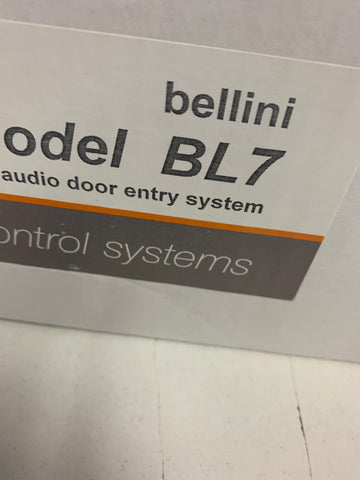 bellini
odel BL7
audio door entry system
ontrol systems